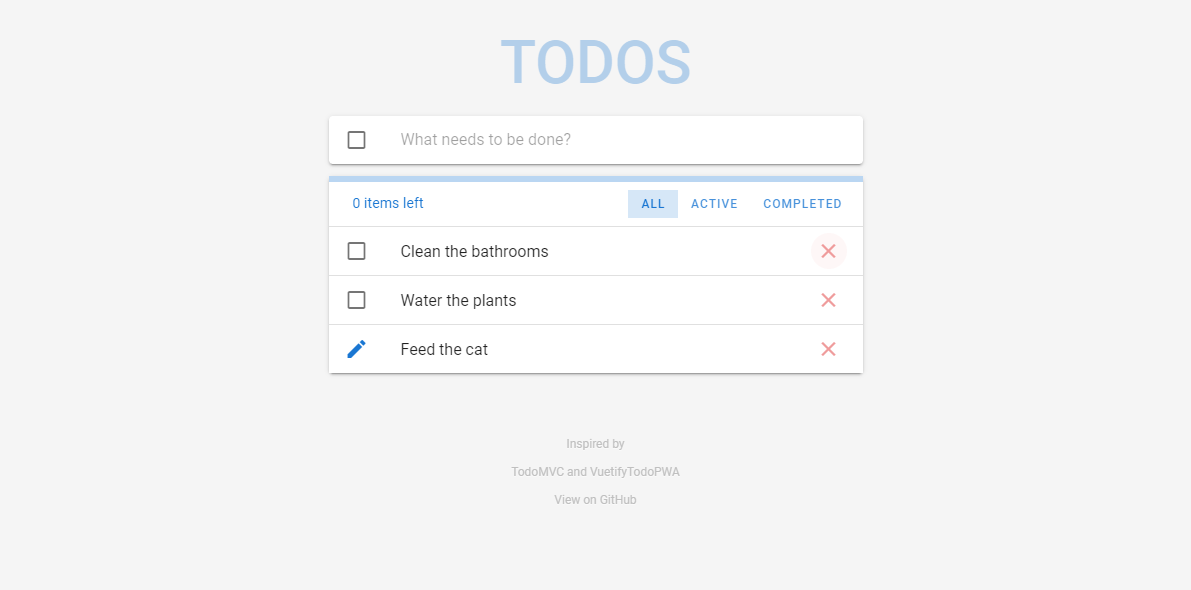 TODOS
What needs to be done?
0 items left ALL ACTIVE COMPLETED
Clean the bathrooms
Water the plants
Feed the cat
Inspired by
TodoMVC and VuetifyTodoPWA
View on GitHub